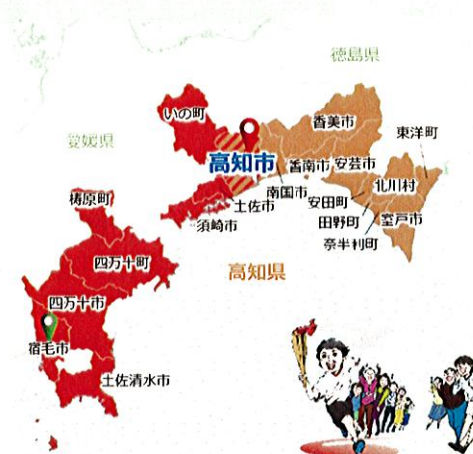 徳島県
いの町
香美市
東洋町
愛媛県
高知市
香南市
安芸市
北川村
梼原町
南国市
安田町
土佐市
田野町
室戸市
須崎市
奈半利町
四万十町
高知県
四万十市
宿毛市
土佐清水市